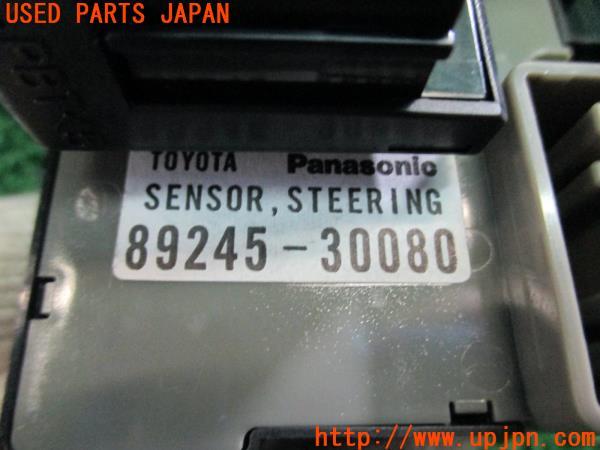 USED PARTS JAPAN
TOYOTA Panasonic
SENSOR, STEERING
89245-30080
http://www.upjpn.com